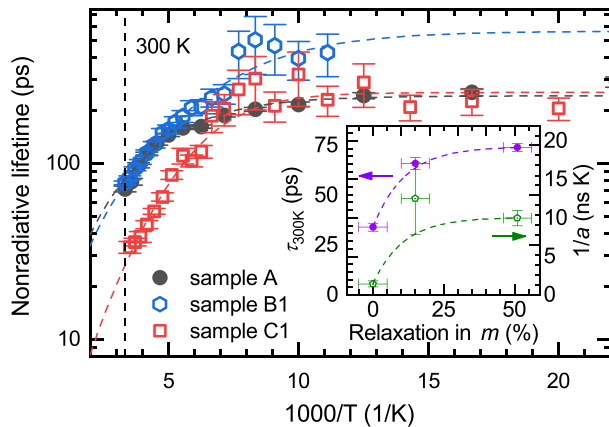 Nonradiative lifetime (ps)
100
10
300 K
sample A
sample B1
sample C1
5
10
15
20
1000/T (1/K)
τ300K (ps)
75
50
25
0
1/a (ns K)
20
15
10
5
0
0
25
50
Relaxation in m (%)